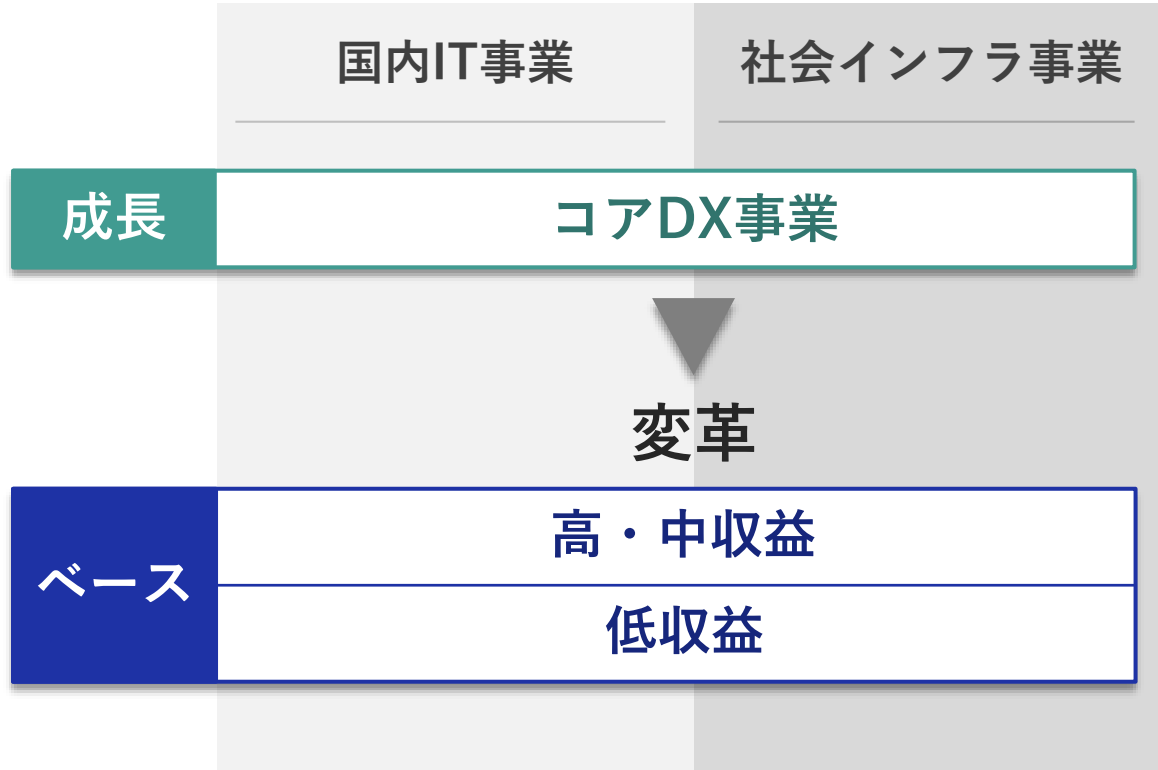 国内IT事業
社会インフラ事業
成長
コアDX事業
変革
ベース
高・中収益
低収益